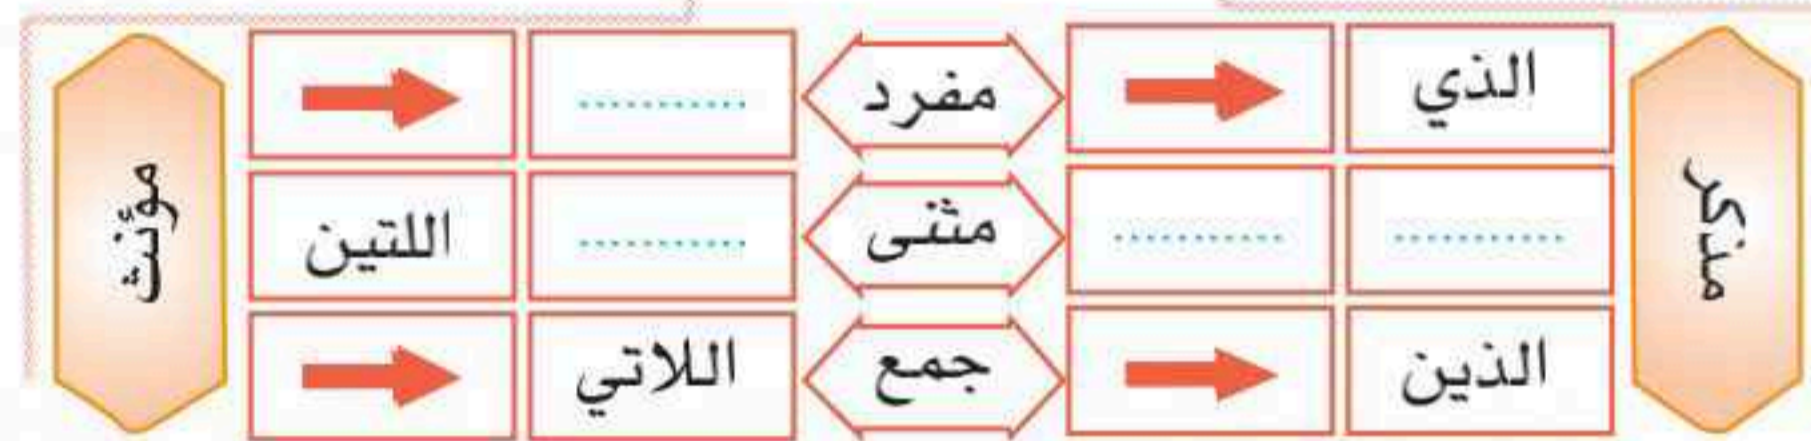 مذكر
الذي مفرد ..........
.......... .......... مثنى .......... اللتين
الذين جمع اللاتي
مؤنث